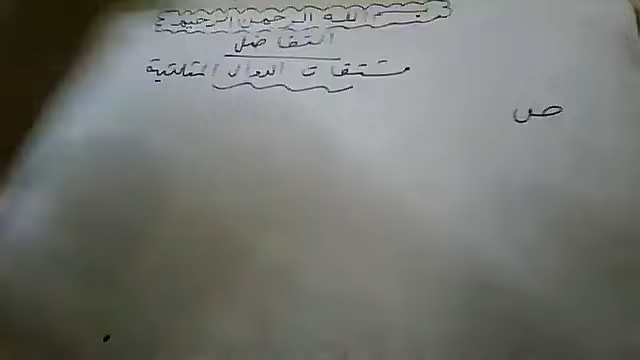 بسم الله الرحمن الرحيم
التفاضل
مشتقات الدوال المثلثية
ص